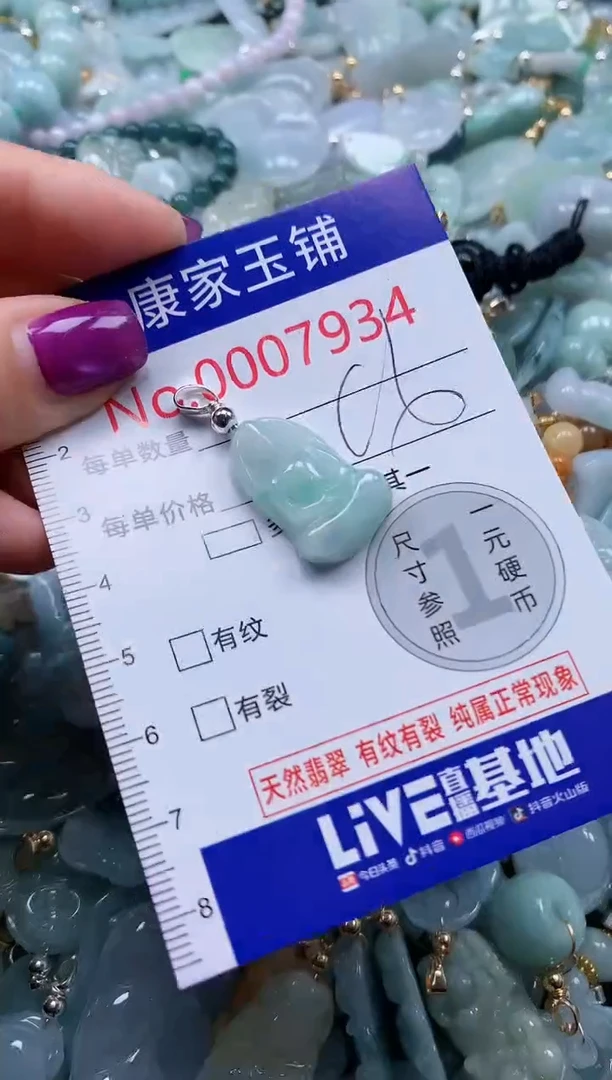 康家玉铺
No.0007934
每单数量
每单价格
其一
2
3
4
5
6
7
8
有纹
有裂
1
尺寸参照
一元硬币
天然翡翠 有纹有裂 纯属正常现象
LiVE直播基地
今日头条 抖音 西瓜视频 抖音火山版